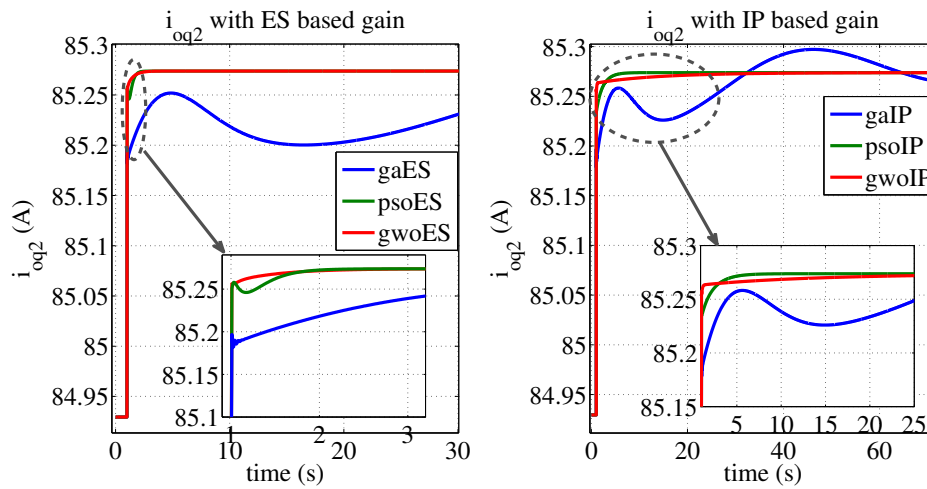 i_oq2 with ES based gain
85.3
85.25
85.2
85.15
85.1
85.05
85
84.95
i_oq2 (A)
gaES
psoES
gwoES
85.25
85.2
85.15
85.1
1 2 3
0 10 20 30
time (s)
i_oq2 with IP based gain
85.3
85.25
85.2
85.15
85.1
85.05
85
84.95
i_oq2 (A)
gaIP
psoIP
gwoIP
85.3
85.25
85.2
85.15
5 10 15 20 25
0 20 40 60
time (s)